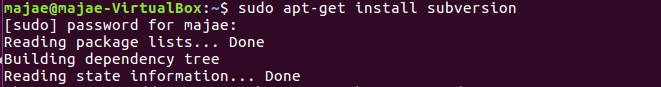 majae@majae-VirtualBox:~$ sudo apt-get install subversion
[sudo] password for majae:
Reading package lists... Done
Building dependency tree
Reading state information... Done